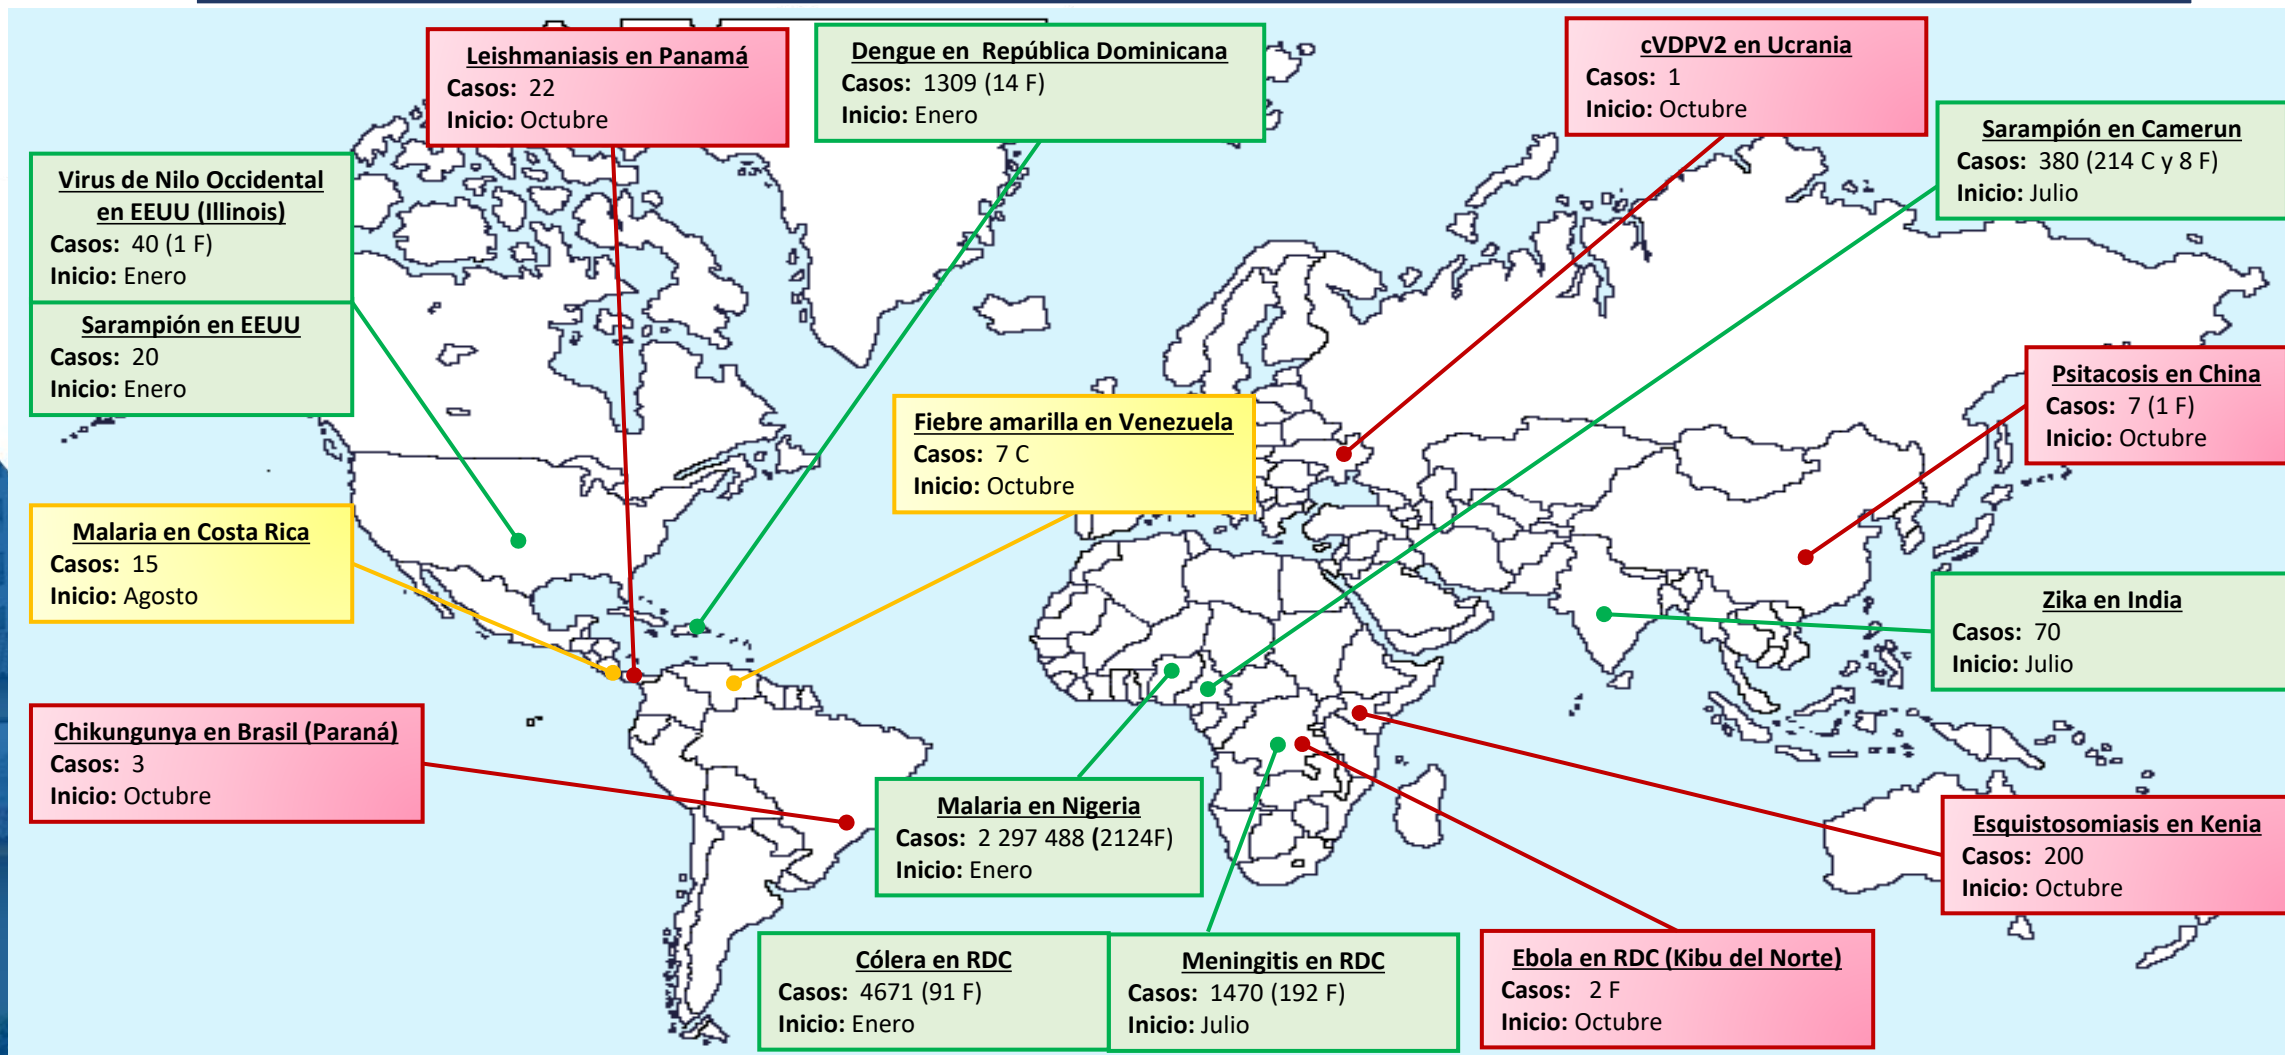 Leishmaniasis en Panamá
Casos: 22
Inicio: Octubre
Dengue en República Dominicana
Casos: 1309 (14 F)
Inicio: Enero
cVDPV2 en Ucrania
Casos: 1
Inicio: Octubre
Sarampión en Camerun
Casos: 380 (214 C y 8 F)
Inicio: Julio
Virus de Nilo Occidental
en EEUU (Illinois)
Casos: 40 (1 F)
Inicio: Enero
Sarampión en EEUU
Casos: 20
Inicio: Enero
Psitacosis en China
Casos: 7 (1 F)
Inicio: Octubre
Fiebre amarilla en Venezuela
Casos: 7 C
Inicio: Octubre
Malaria en Costa Rica
Casos: 15
Inicio: Agosto
Zika en India
Casos: 70
Inicio: Julio
Chikungunya en Brasil (Paraná)
Casos: 3
Inicio: Octubre
Malaria en Nigeria
Casos: 2 297 488 (2124F)
Inicio: Enero
Esquistosomiasis en Kenia
Casos: 200
Inicio: Octubre
Cólera en RDC
Casos: 4671 (91 F)
Inicio: Enero
Meningitis en RDC
Casos: 1470 (192 F)
Inicio: Julio
Ebola en RDC (Kibu del Norte)
Casos: 2 F
Inicio: Octubre